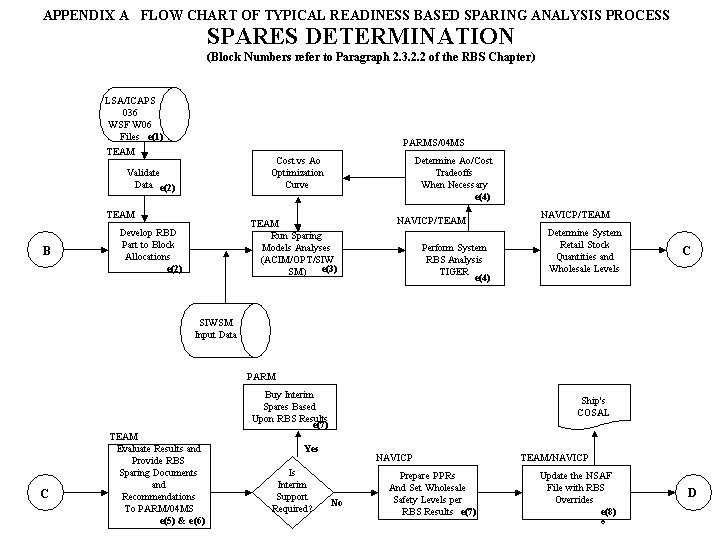 APPENDIX A   FLOW CHART OF TYPICAL READINESS BASED SPARING ANALYSIS PROCESS
SPARES DETERMINATION
(Block Numbers refer to Paragraph 2.3.2.2 of the RBS Chapter)
LSA/ICAPS
036
WSF W06
Files e(1)
TEAM
Validate
Data e(2)
Cost vs Ao
Optimization
Curve
PARMS/04MS
Determine Ao/Cost
Tradeoffs
When Necessary
e(4)
B
TEAM
Develop RBD
Part to Block
Allocations
e(2)
TEAM
Run Sparing
Models Analyses
(ACIM/OPT/SIW
SM) e(3)
NAVICP/TEAM
Perform System
RBS Analysis
TIGER
e(4)
NAVICP/TEAM
Determine System
Retail Stock
Quantities and
Wholesale Levels
C
SIWSM
Input Data
PARM
Buy Interim
Spares Based
Upon RBS Results
e(7)
Ship's
COSAL
C
TEAM
Evaluate Results and
Provide RBS
Sparing Documents
and
Recommendations
To PARM/04MS
e(5) & e(6)
Yes
Is
Interim
Support
Required?
No
NAVICP
Prepare PPRs
And Set Wholesale
Safety Levels per
RBS Results e(7)
TEAM/NAVICP
Update the NSAF
File with RBS
Overrides
e(8)
*
D